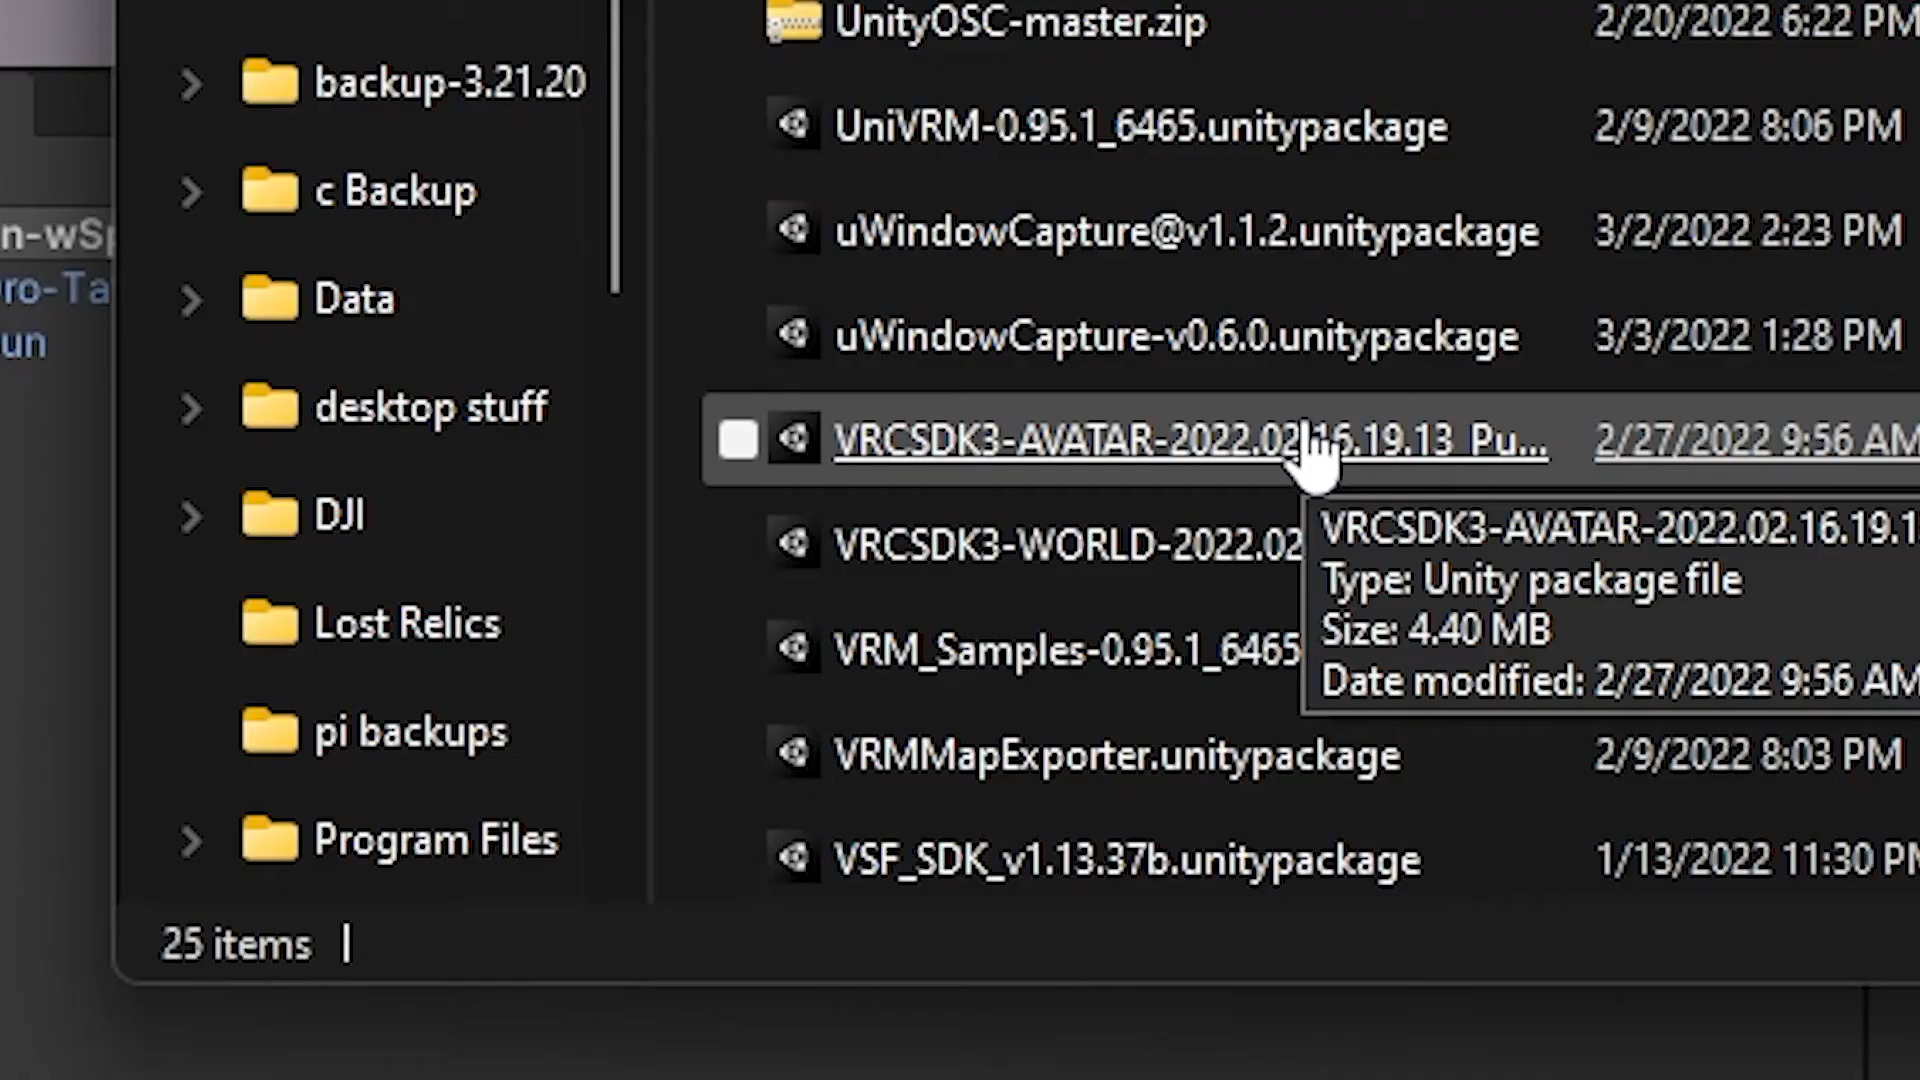 n-wSp
ro-Ta
un
backup-3.21.20
c Backup
Data
desktop stuff
DJI
Lost Relics
pi backups
Program Files
25 items
UnityOSC-master.zip 2/20/2022 6:22 PM
UniVRM-0.95.1_6465.unitypackage 2/9/2022 8:06 PM
uWindowCapture@v1.1.2.unitypackage 3/2/2022 2:23 PM
uWindowCapture-v0.6.0.unitypackage 3/3/2022 1:28 PM
VRCSDK3-AVATAR-2022.02.16.19.13_Pu... 2/27/2022 9:56 AM
VRCSDK3-WORLD-2022.02
VRM_Samples-0.95.1_6465
VRMMapExporter.unitypackage 2/9/2022 8:03 PM
VSF_SDK_v1.13.37b.unitypackage 1/13/2022 11:30 PM
VRCSDK3-AVATAR-2022.02.16.19.1
Type: Unity package file
Size: 4.40 MB
Date modified: 2/27/2022 9:56 AM